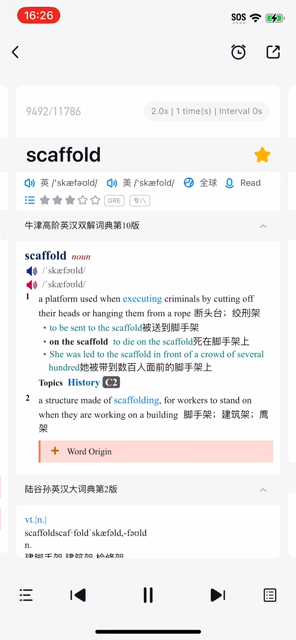 16:26
SOS
9492/11786
2.0x | 1 time(s) | Interval 0s
scaffold
英 /ˈskæfəʊld/ 美 /ˈskæfold/ 全球 Read
GRE 专八
牛津高阶英汉双解词典第10版
scaffold noun
/ˈskæfəʊld/
/ˈskæfəʊld/
1 a platform used when executing criminals by cutting off
their heads or hanging them from a rope 断头台；绞刑架
• to be sent to the scaffold被送到脚手架
• on the scaffold to die on the scaffold死在脚手架上
• She was led to the scaffold in front of a crowd of several
hundred她被带到数百人面前的脚手架上
Topics History C2
2 a structure made of scaffolding, for workers to stand on
when they are working on a building 脚手架；建筑架；鹰
架
+ Word Origin
陆谷孙英汉大词典第2版
vt.|n.|
scaffoldscaf·foldˈskæfəld,-fəʊld
n.